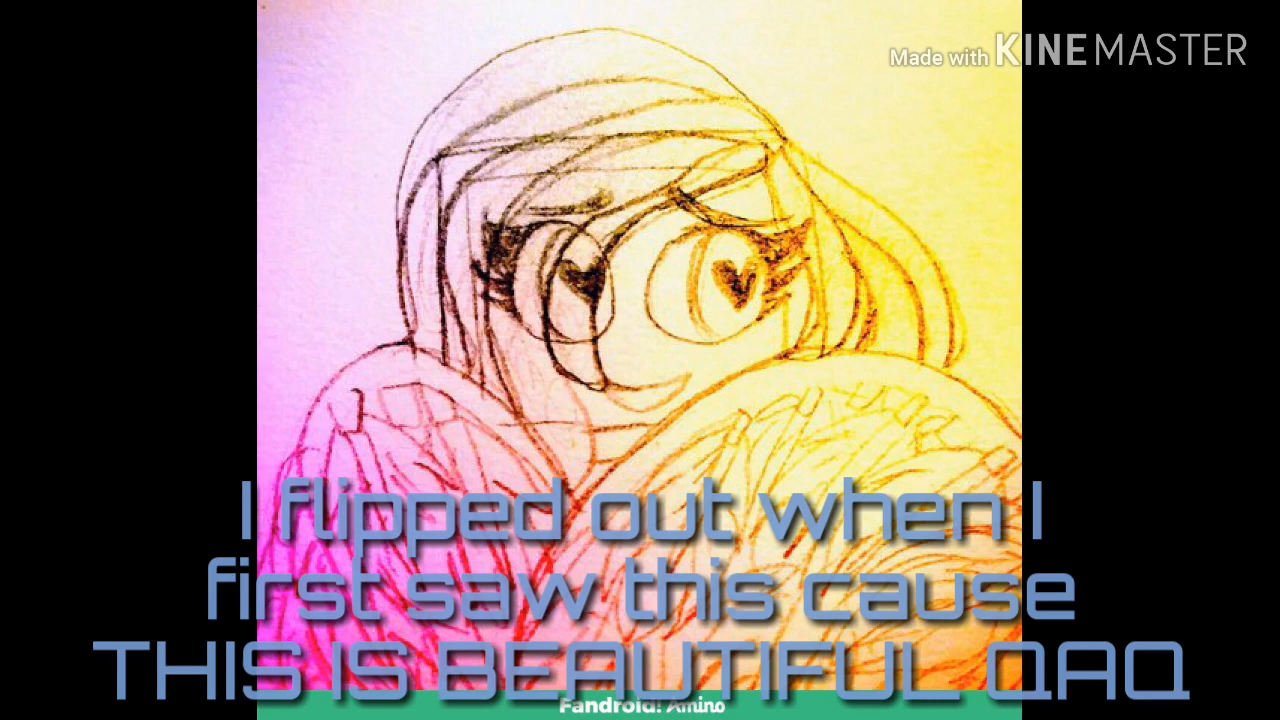 Made with KINEMASTER
I flipped out when I
first saw this cause
THIS IS BEAUTIFUL QAQ
Fandroid! Amino